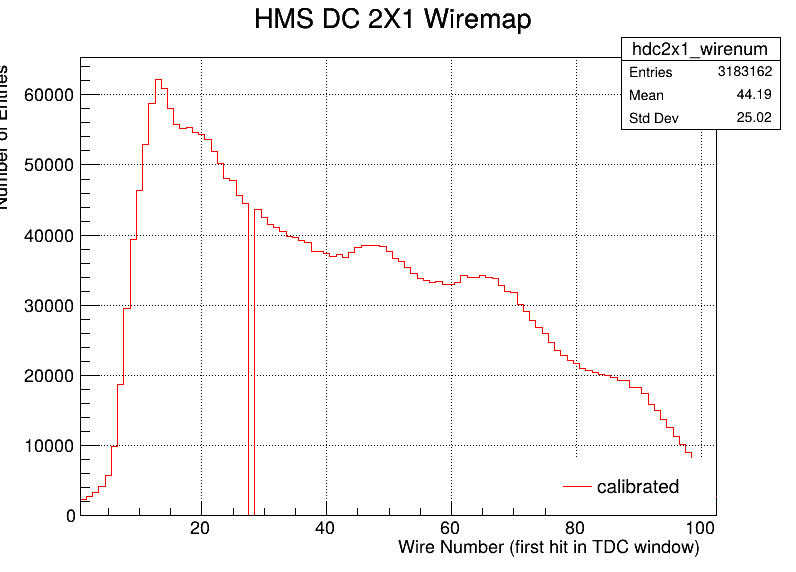 HMS DC 2X1 Wiremap
hdc2x1_wirenum
Entries 3183162
Mean 44.19
Std Dev 25.02
Number of Entries
60000
50000
40000
30000
20000
10000
0
20 40 60 80 100
calibrated
Wire Number (first hit in TDC window)